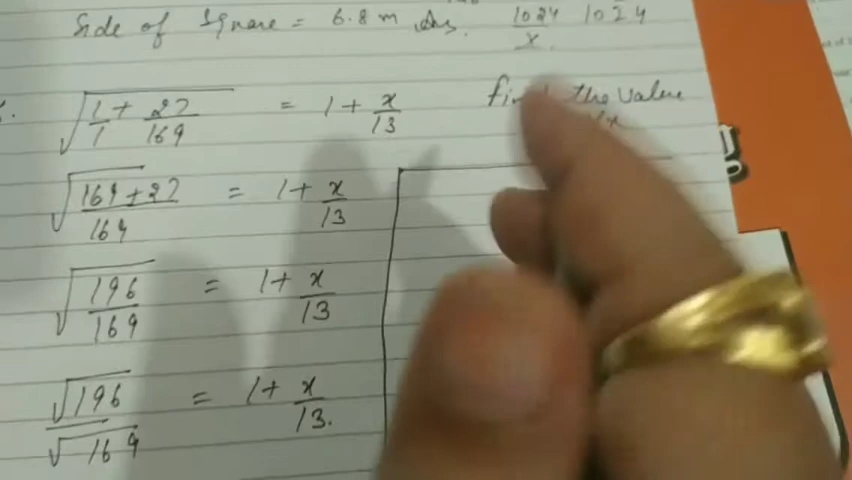 Side of Square = 6.8 m Ans. 1024/x 1024
√(1/1 + 27/169) = 1 + x/13 find the value
x
√((169 + 27)/169) = 1 + x/13
√(196/169) = 1 + x/13
√196/√169 = 1 + x/13.
g